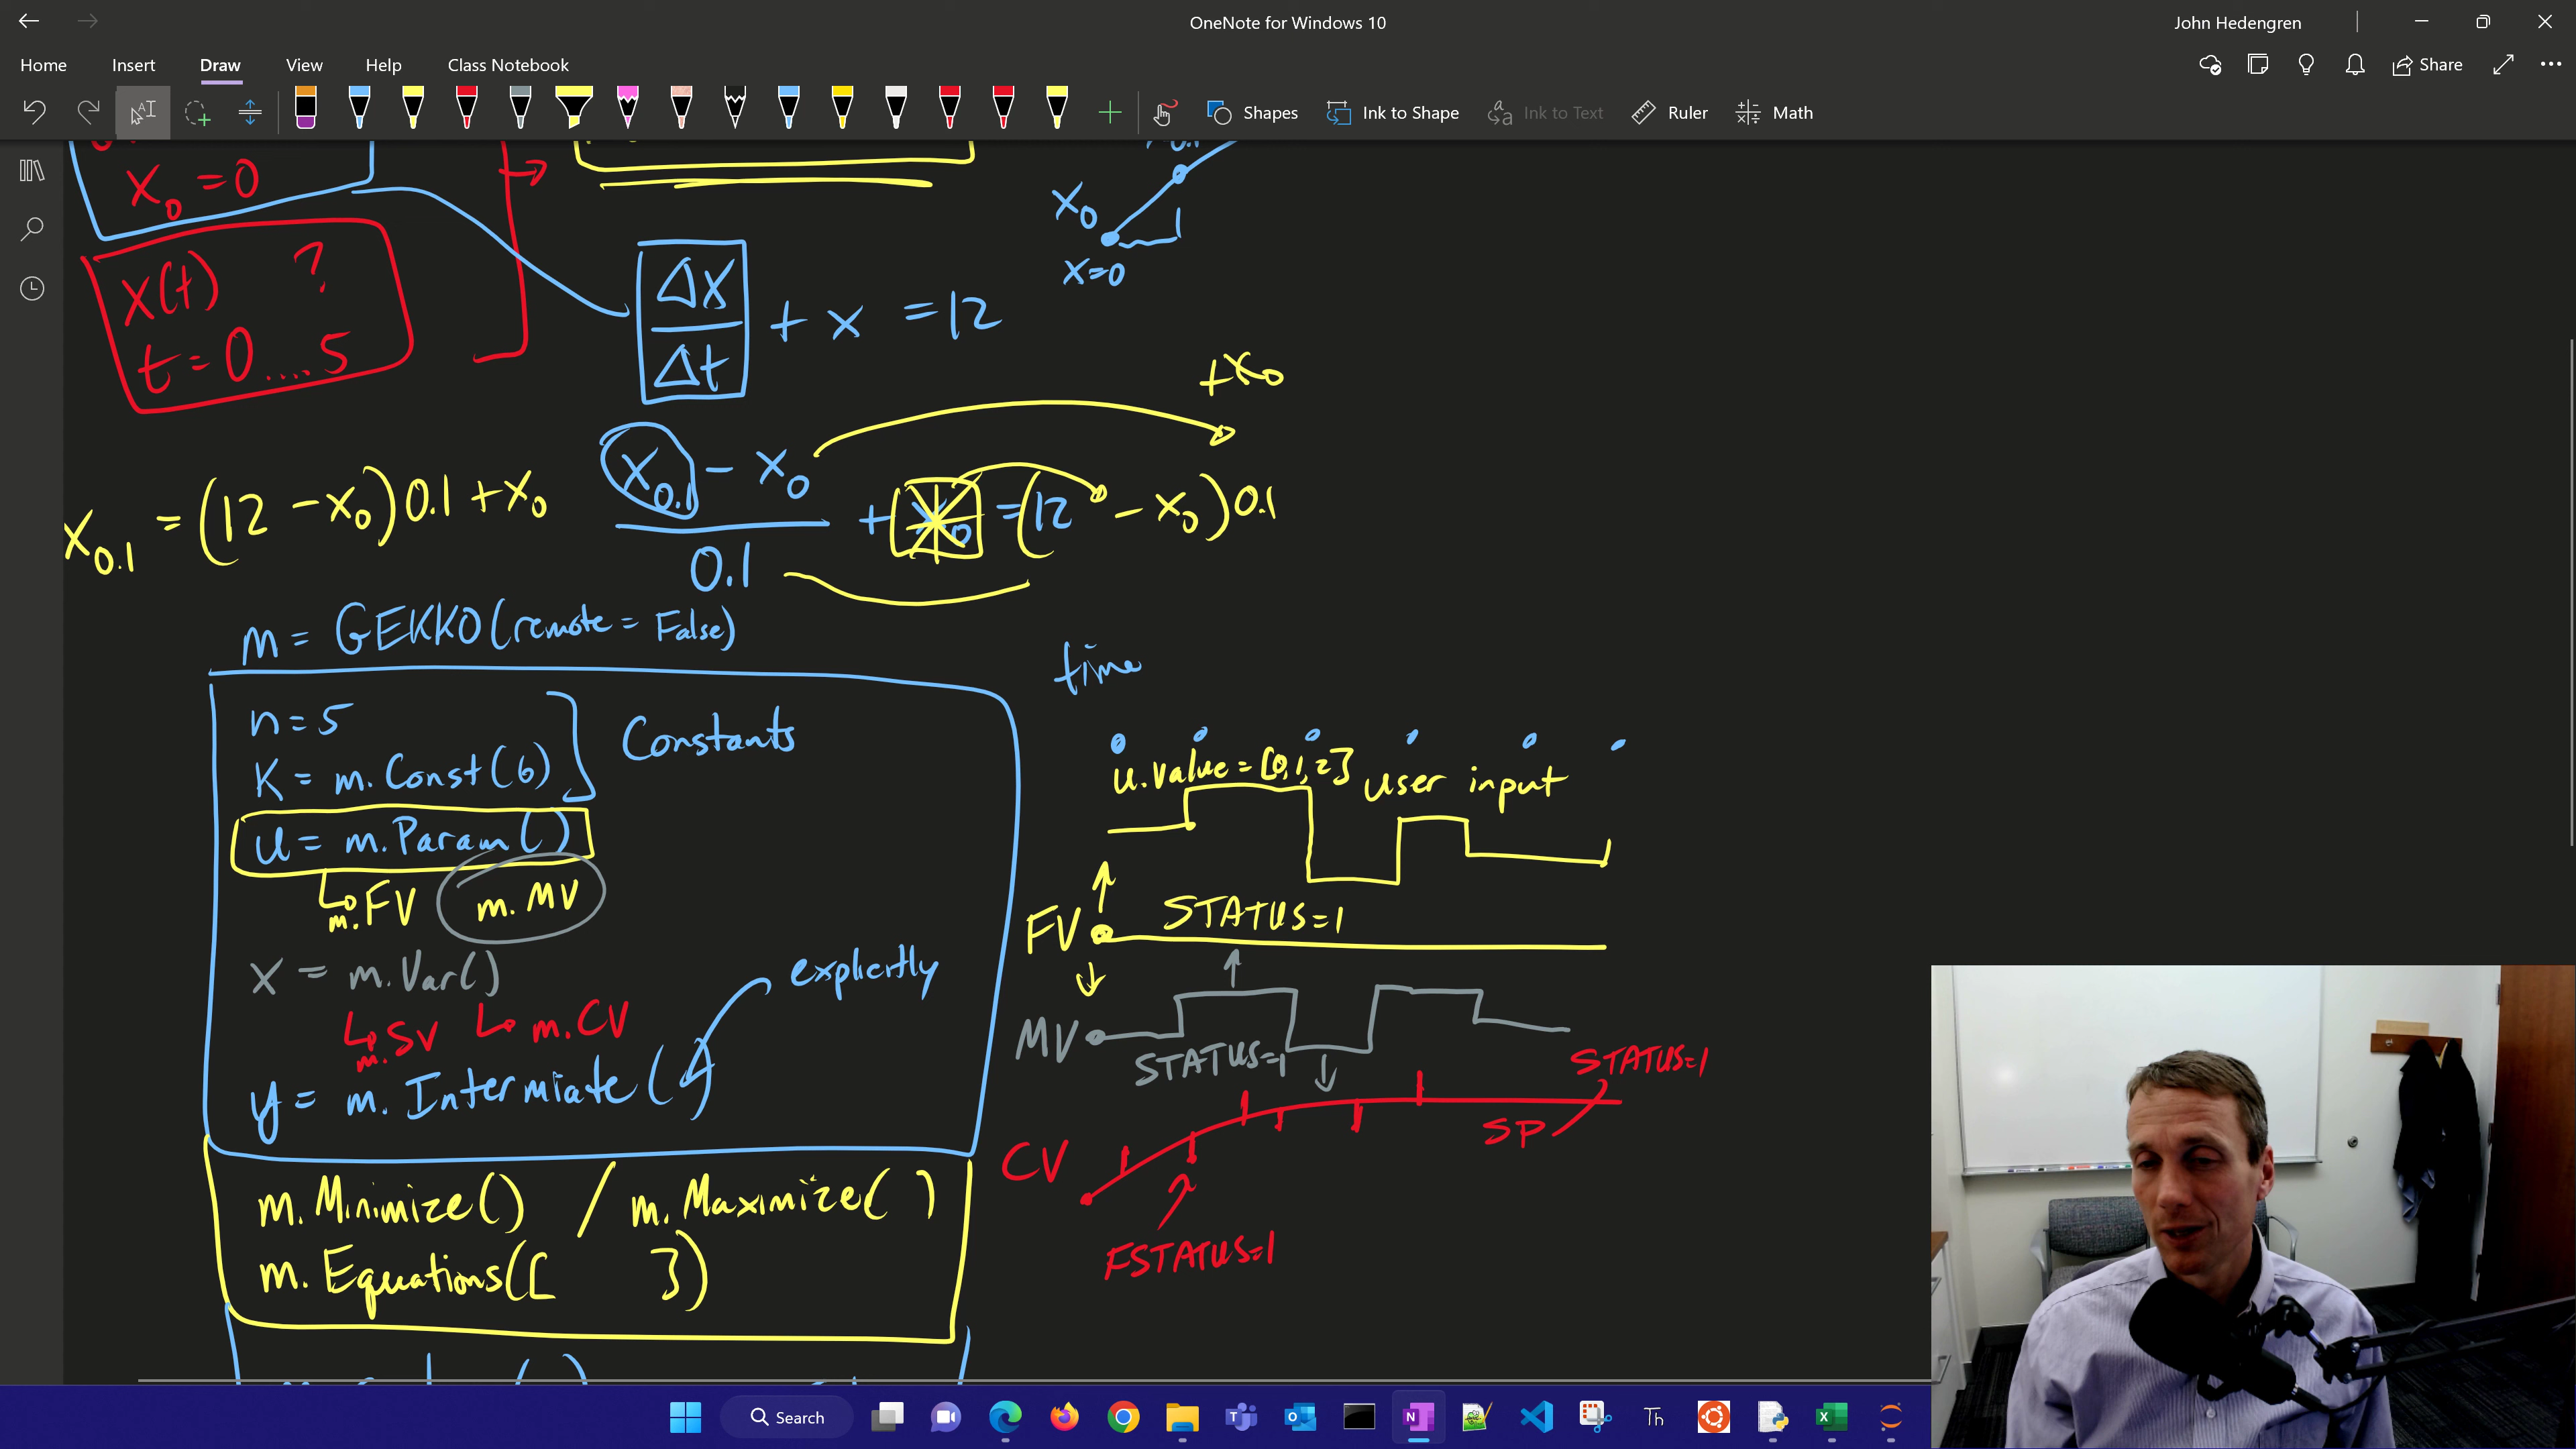 OneNote for Windows 10
John Hedengren
Home Insert Draw View Help Class Notebook
Share
Shapes Ink to Shape Ink to Text Ruler Math
x₀ = 0
x(t) ?
t = 0....5
Δx
Δt
+ x = 12
x₀
x=0
+x₀
x₀.₁ = (12 - x₀)0.1 + x₀
x₀.₁ - x₀
0.1
+ x₀ = (12 - x₀)0.1
m = GEKKO(remote = False)
n = 5
K = m.Const(6)
Constants
u = m.Param()
m.FV m.MV
x = m.Var()
m.SV m.CV
explicitly
y = m.Intermiate()
m.Minimize() / m.Maximize()
m.Equations([ ])
time
u.value = [0,1,2] user input
FV STATUS=1
MV STATUS=1
STATUS=1
SP
CV
FSTATUS=1
Search
Th